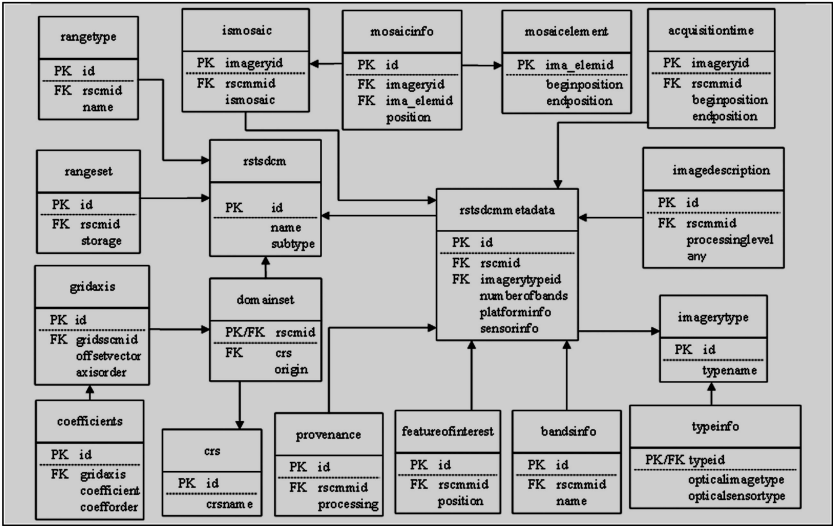 rangetype
PK id
FK rscmid
name
ismosaic
PK imageryid
FK rscmmid
ismosaic
mosaicinfo
PK id
FK imageryid
FK ima_elemid
position
mosaicelement
PK ima_elemid
beginposition
endposition
acquisitiontime
PK imageryid
FK rscmmid
beginposition
endposition
rangeset
PK id
FK rscmid
storage
rstsdcm
PK id
name
subtype
rstsdcmmetadata
PK id
FK rscmid
FK imagerytypeid
numberofbands
platforminfo
sensorinfo
imagedescription
PK id
FK rscmmid
processinglevel
any
gridaxis
PK id
FK gridsscmid
offsetvector
axisorder
domainset
PK/FK rscmid
FK crs
origin
imagerytype
PK id
typename
coefficients
PK id
FK gridaxis
coefficient
coefforder
crs
PK id
crsname
provenance
PK id
FK rscmmid
processing
featureofinterest
PK id
FK rscmmid
position
bandsinfo
PK id
FK rscmmid
name
typeinfo
PK/FK typeid
opticalimagetype
opticalsensortype